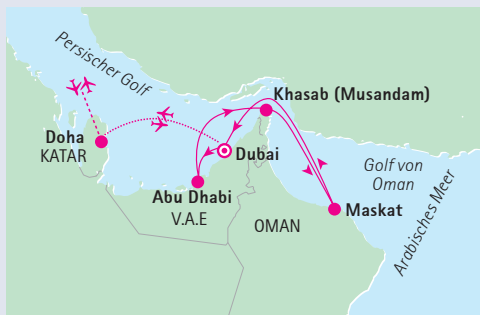 Persischer Golf
Khasab (Musandam)
Doha
KATAR
Dubai
Golf von
Oman
Abu Dhabi
V.A.E
OMAN
Maskat
Arabisches Meer